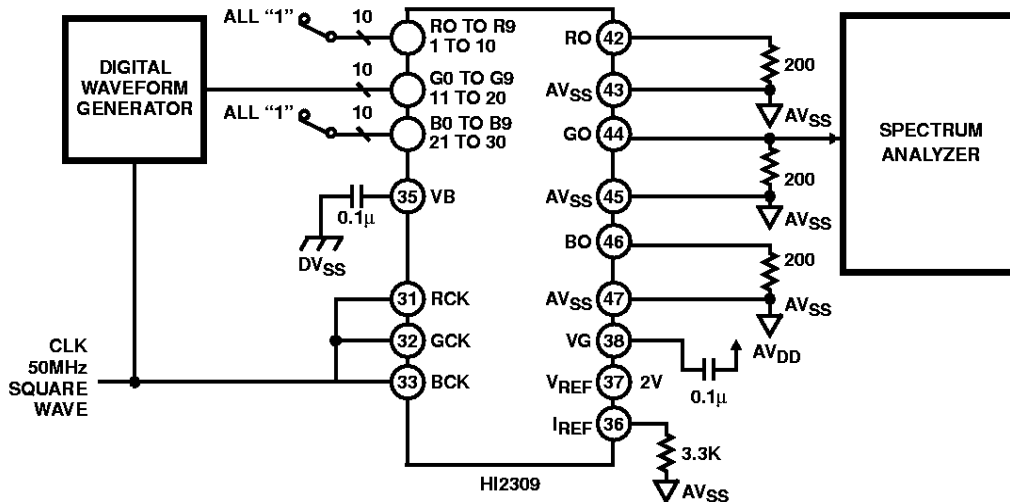 ALL “1”
10
RO TO R9
1 TO 10
DIGITAL
WAVEFORM
GENERATOR
10
G0 TO G9
11 TO 20
ALL “1”
10
B0 TO B9
21 TO 30
35
VB
0.1μ
DVSS
31
RCK
32
GCK
33
BCK
CLK
50MHz
SQUARE
WAVE
RO
42
200
AVSS
43
AVSS
GO
44
200
AVSS
45
AVSS
BO
46
200
AVSS
47
AVSS
VG
38
AVDD
0.1μ
VREF
37
2V
IREF
36
3.3K
AVSS
SPECTRUM
ANALYZER
HI2309